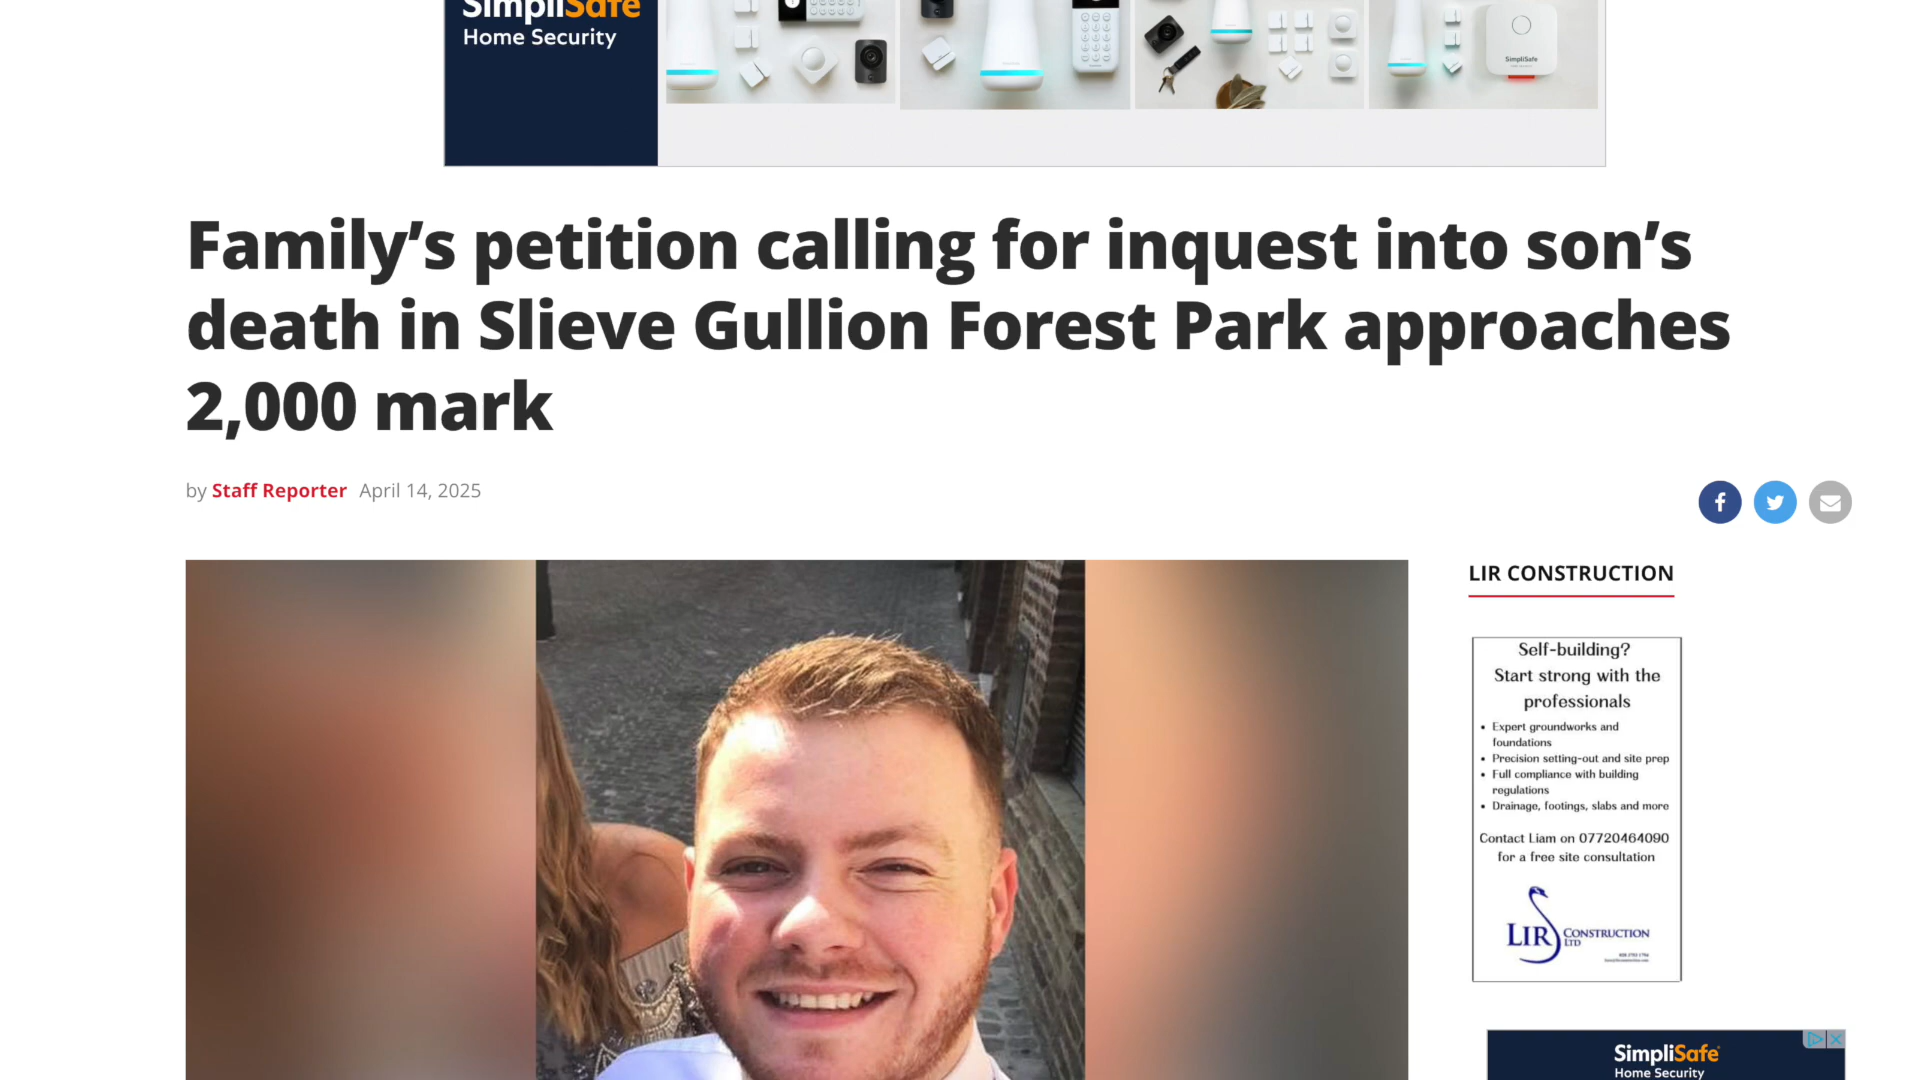 SimpliSafe
Home Security
SimpliSafe
Family’s petition calling for inquest into son’s
death in Slieve Gullion Forest Park approaches
2,000 mark
by Staff Reporter April 14, 2025
LIR CONSTRUCTION
Self-building?
Start strong with the
professionals
• Expert groundworks and
foundations
• Precision setting-out and site prep
• Full compliance with building
regulations
• Drainage, footings, slabs and more
Contact Liam on 07720464090
for a free site consultation
LIR CONSTRUCTION
LTD
SimpliSafe
Home Security